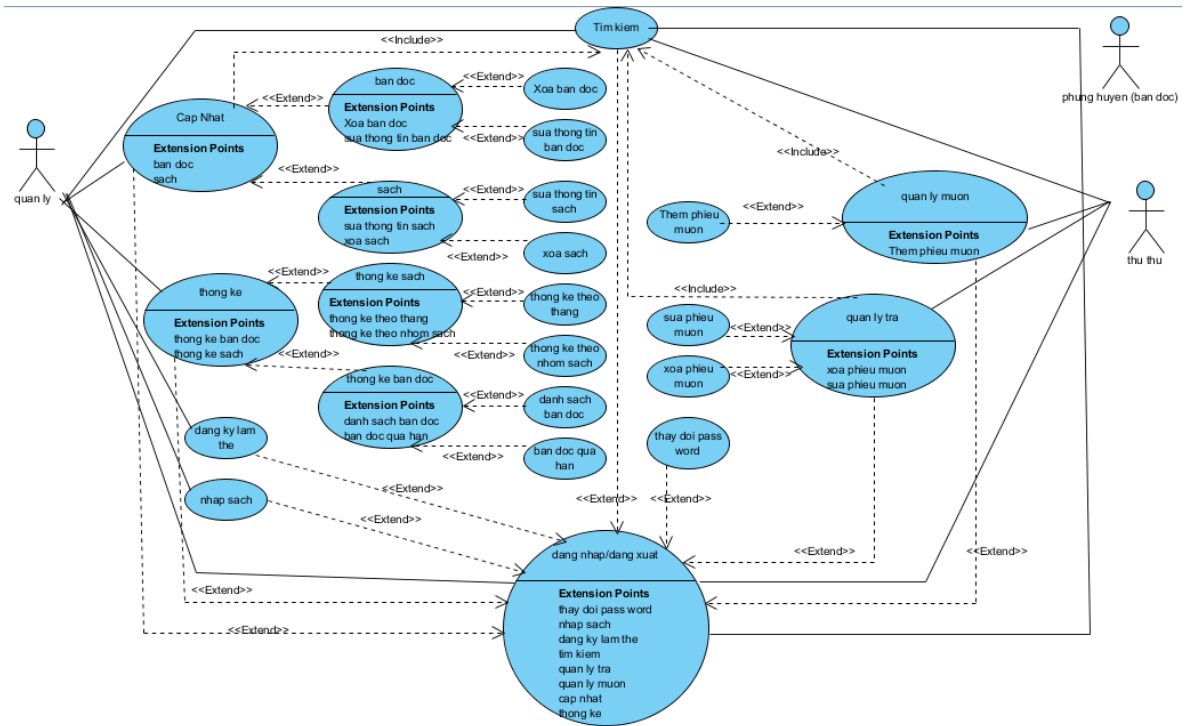 Tim kiem
<<Include>>
phung huyen (ban doc)
ban doc
Extension Points
Xoa ban doc
sua thong tin ban doc
<<Extend>>
Xoa ban doc
<<Extend>>
sua thong tin
ban doc
<<Extend>>
Cap Nhat
Extension Points
ban doc
sach
quan ly
<<Extend>>
sach
Extension Points
sua thong tin sach
xoa sach
<<Extend>>
sua thong tin
sach
<<Extend>>
xoa sach
<<Include>>
quan ly muon
Extension Points
Them phieu muon
Them phieu
muon
<<Extend>>
thu thu
<<Extend>>
thong ke
Extension Points
thong ke ban doc
thong ke sach
<<Extend>>
thong ke sach
Extension Points
thong ke theo thang
thong ke theo nhom sach
<<Extend>>
thong ke theo
thang
<<Extend>>
thong ke theo
nhom sach
<<Include>>
quan ly tra
Extension Points
xoa phieu muon
sua phieu muon
sua phieu
muon
<<Extend>>
xoa phieu
muon
<<Extend>>
thong ke ban doc
Extension Points
danh sach ban doc
ban doc qua han
<<Extend>>
danh sach
ban doc
<<Extend>>
ban doc qua
han
thay doi pass
word
dang ky lam
the
nhap sach
<<Extend>>
<<Extend>>
<<Extend>>
<<Extend>>
<<Extend>>
<<Extend>>
<<Extend>>
<<Extend>>
dang nhap/dang xuat
Extension Points
thay doi pass word
nhap sach
dang ky lam the
tim kiem
quan ly tra
quan ly muon
cap nhat
thong ke